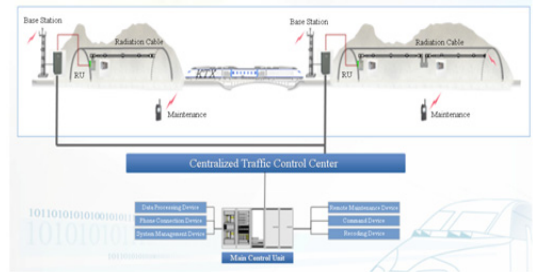 Base Station
Base Station
Radiation Cable
Radiation Cable
RU
KTX
RU
Maintenance
Maintenance
Centralized Traffic Control Center
Data Processing Device
Remote Maintenance Device
Phone Connection Device
Command Device
System Management Device
Recoding Device
Main Control Unit